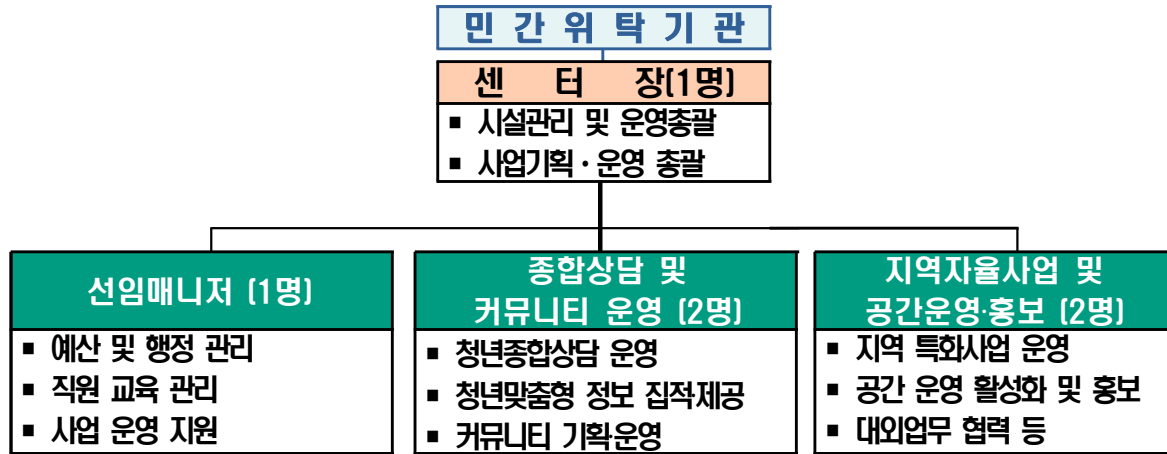 민 간 위 탁 기 관
센 터 장(1명)
▪ 시설관리 및 운영총괄
▪ 사업기획·운영 총괄
선임매니저 (1명)
▪ 예산 및 행정 관리
▪ 직원 교육 관리
▪ 사업 운영 지원
종합상담 및
커뮤니티 운영 (2명)
▪ 청년종합상담 운영
▪ 청년맞춤형 정보 집적·제공
▪ 커뮤니티 기획·운영
지역자율사업 및
공간운영·홍보 (2명)
▪ 지역 특화사업 운영
▪ 공간 운영 활성화 및 홍보
▪ 대외업무 협력 등